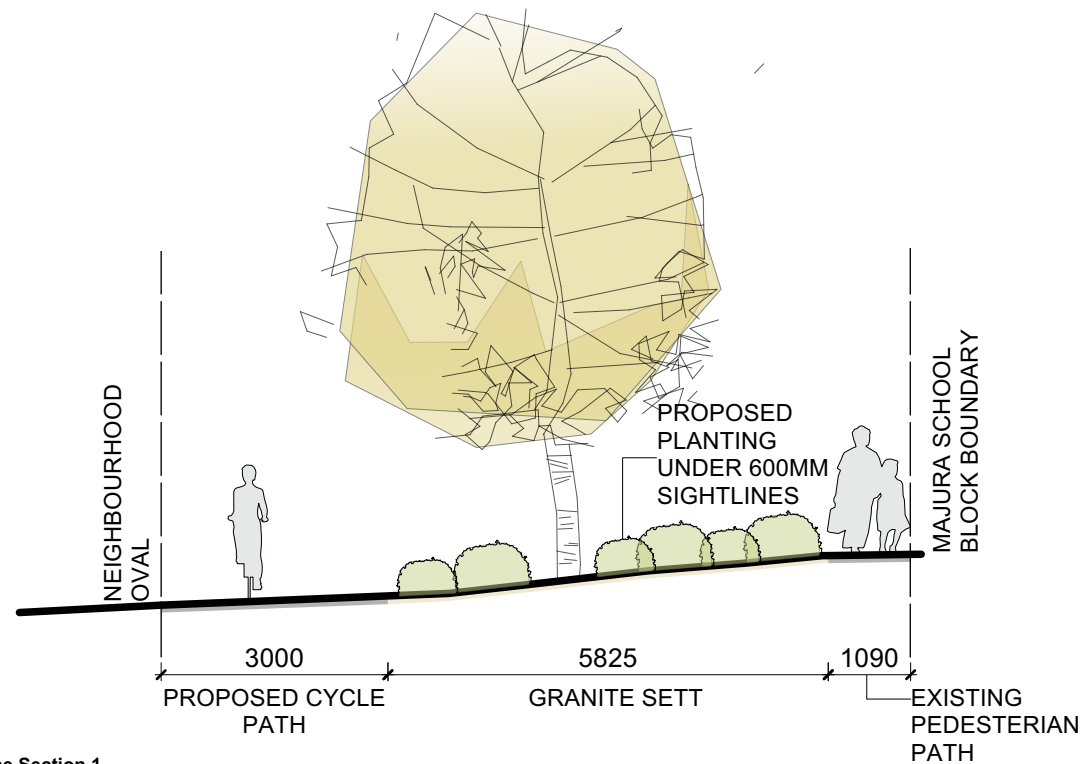 NEIGHBOURHOOD
OVAL
PROPOSED
PLANTING
UNDER 600MM
SIGHTLINES
MAJURA SCHOOL
BLOCK BOUNDARY
3000
5825
1090
PROPOSED CYCLE
PATH
GRANITE SETT
EXISTING
PEDESTERIAN
PATH
Section 1